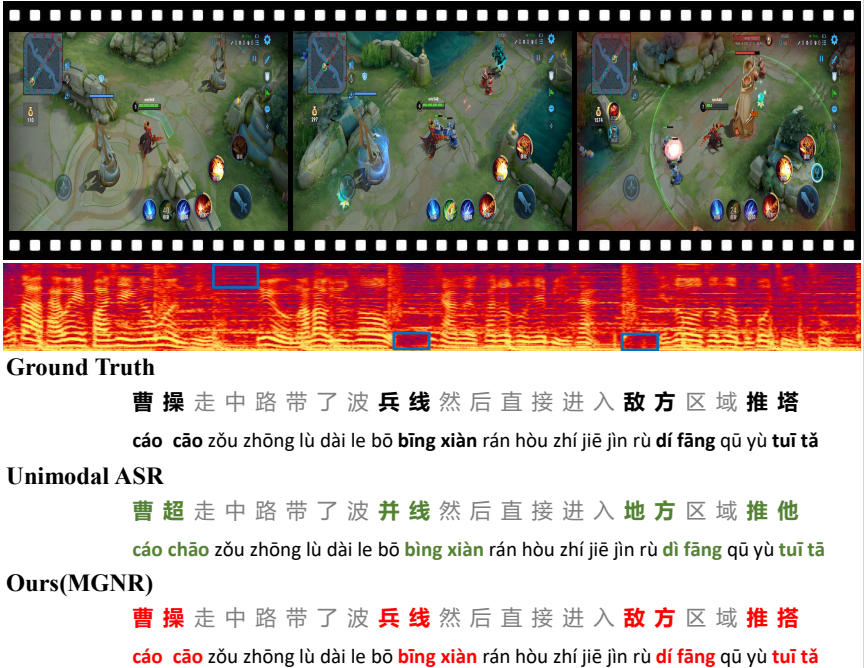 Ground Truth
曹 操 走 中 路 带 了 波 兵 线 然 后 直 接 进 入 敌 方 区 域 推 塔
cáo cāo zǒu zhōng lù dài le bō bīng xiàn rán hòu zhí jiē jìn rù dí fāng qū yù tuī tǎ
Unimodal ASR
曹 超 走 中 路 带 了 波 并 线 然 后 直 接 进 入 地 方 区 域 推 他
cáo chāo zǒu zhōng lù dài le bō bìng xiàn rán hòu zhí jiē jìn rù dì fāng qū yù tuī tā
Ours(MGNR)
曹 操 走 中 路 带 了 波 兵 线 然 后 直 接 进 入 敌 方 区 域 推 搭
cáo cāo zǒu zhōng lù dài le bō bīng xiàn rán hòu zhí jiē jìn rù dí fāng qū yù tuī tǎ